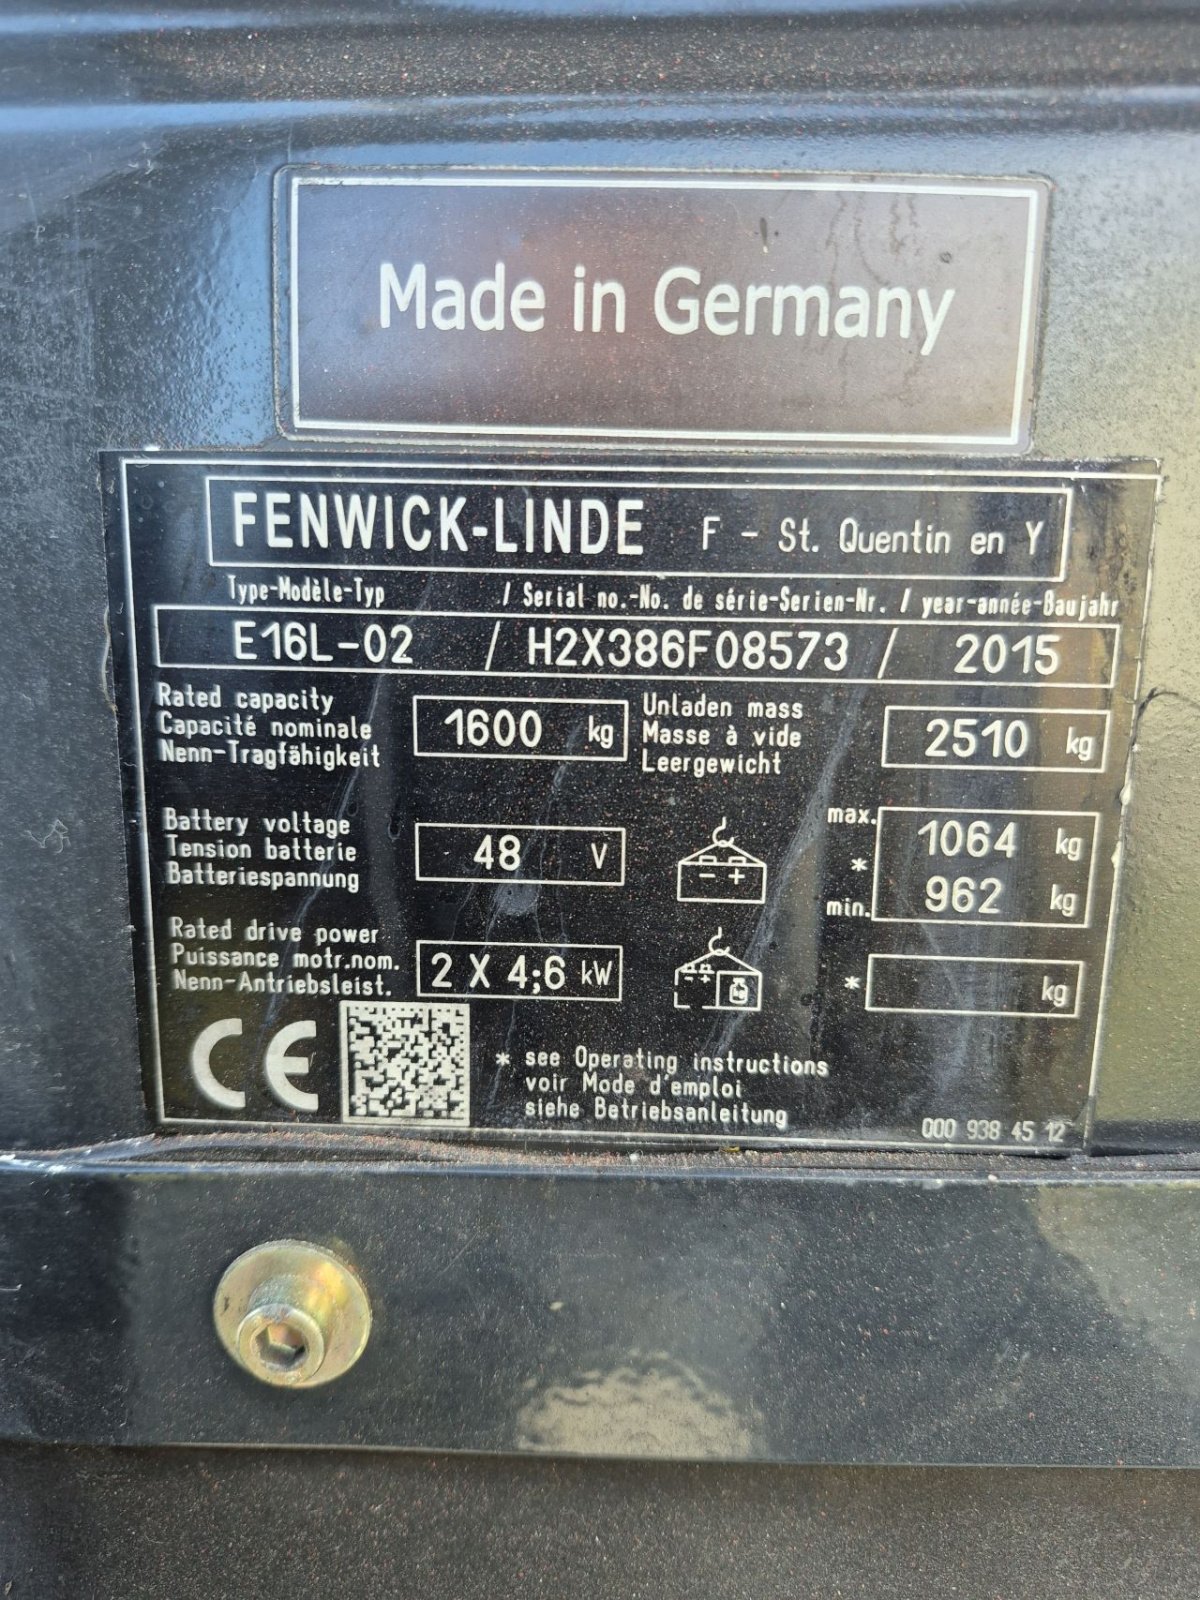 Made in Germany
FENWICK-LINDE F - St. Quentin en Y
Type-Modèle-Typ / Serial no.-No. de série-Serien-Nr. / year-année-Baujahr
E16L-02 / H2X386F08573 / 2015
Rated capacity
Capacité nominale
Nenn-Tragfähigkeit
1600 kg
Unladen mass
Masse à vide
Leergewicht
2510 kg
Battery voltage
Tension batterie
Batteriespannung
48 V
- +
max. 1064 kg
*
min. 962 kg
Rated drive power
Puissance motr.nom.
Nenn-Antriebsleist.
2 X 4;6 kW
- + kg
* kg
CE
* see Operating instructions
voir Mode d'emploi
siehe Betriebsanleitung
000 938 45 12